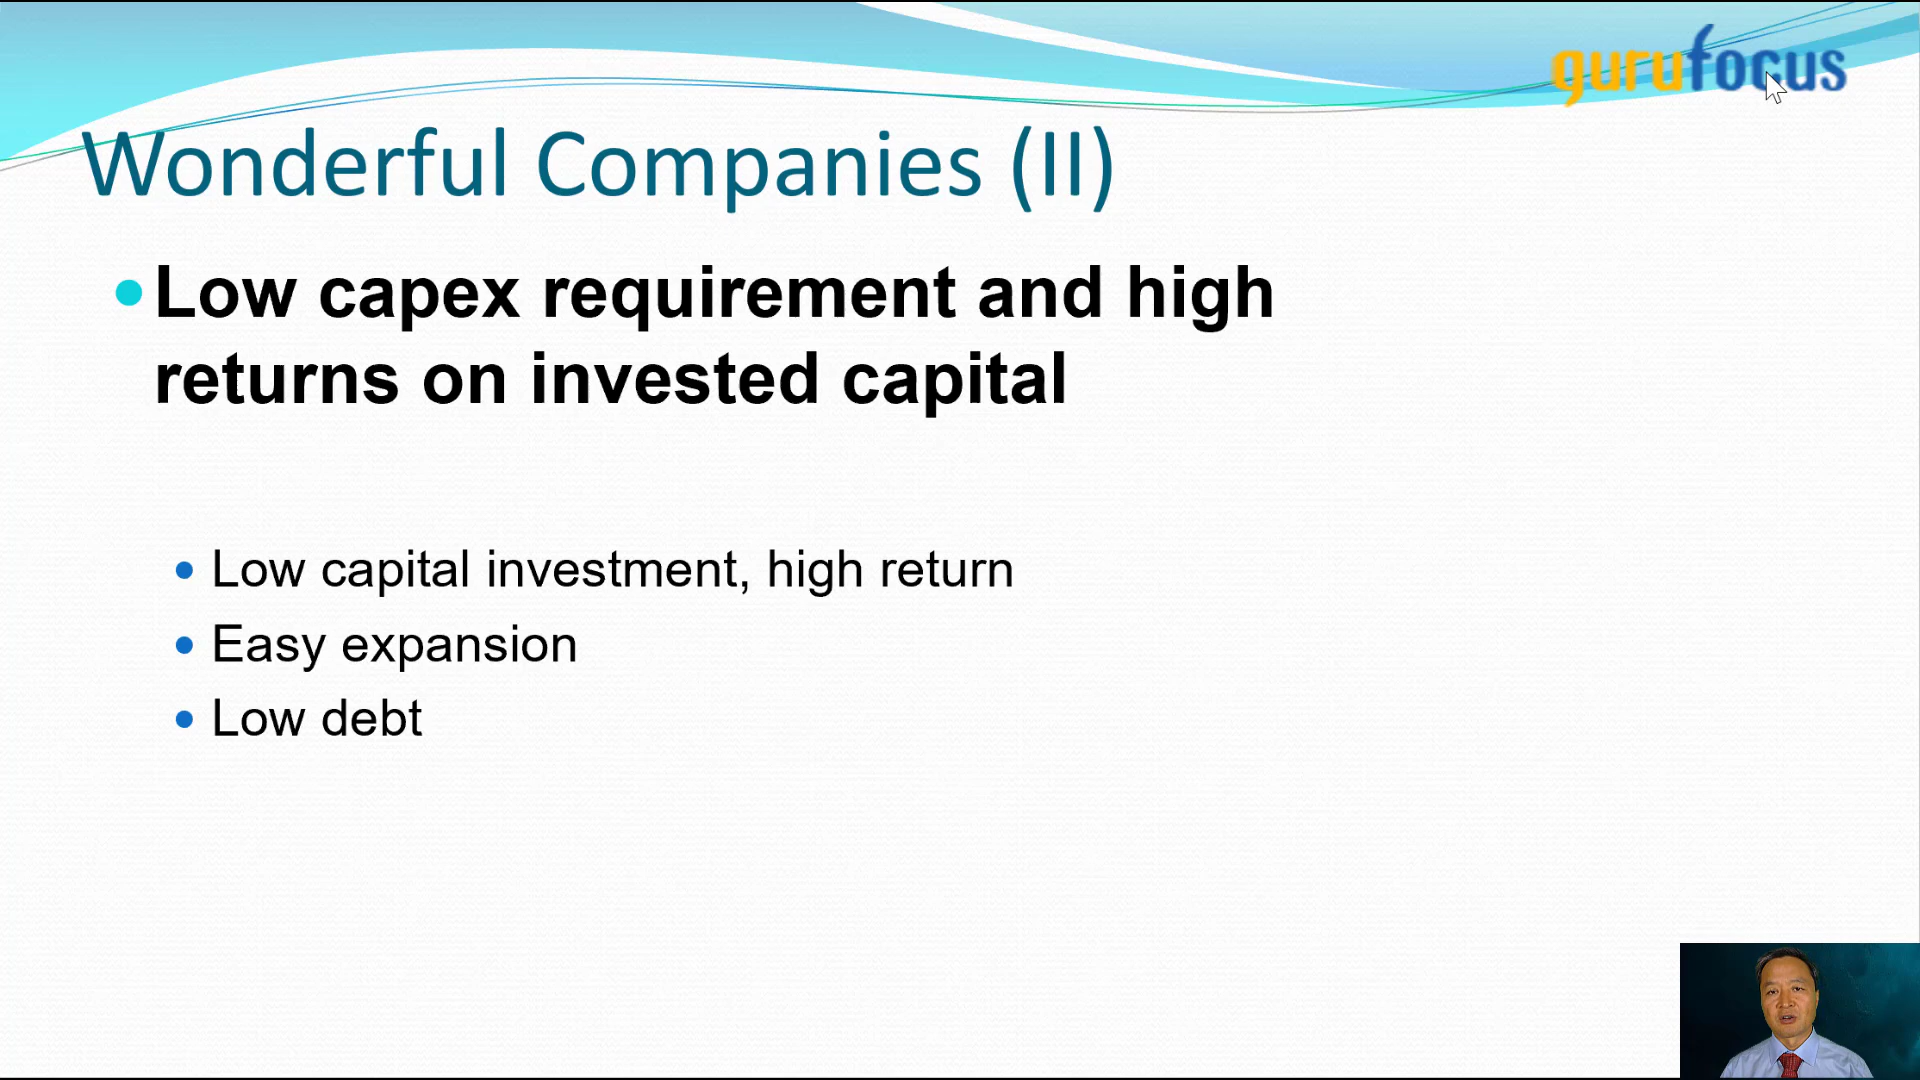 gurufocus
Wonderful Companies (II)
Low capex requirement and high
returns on invested capital
Low capital investment, high return
Easy expansion
Low debt